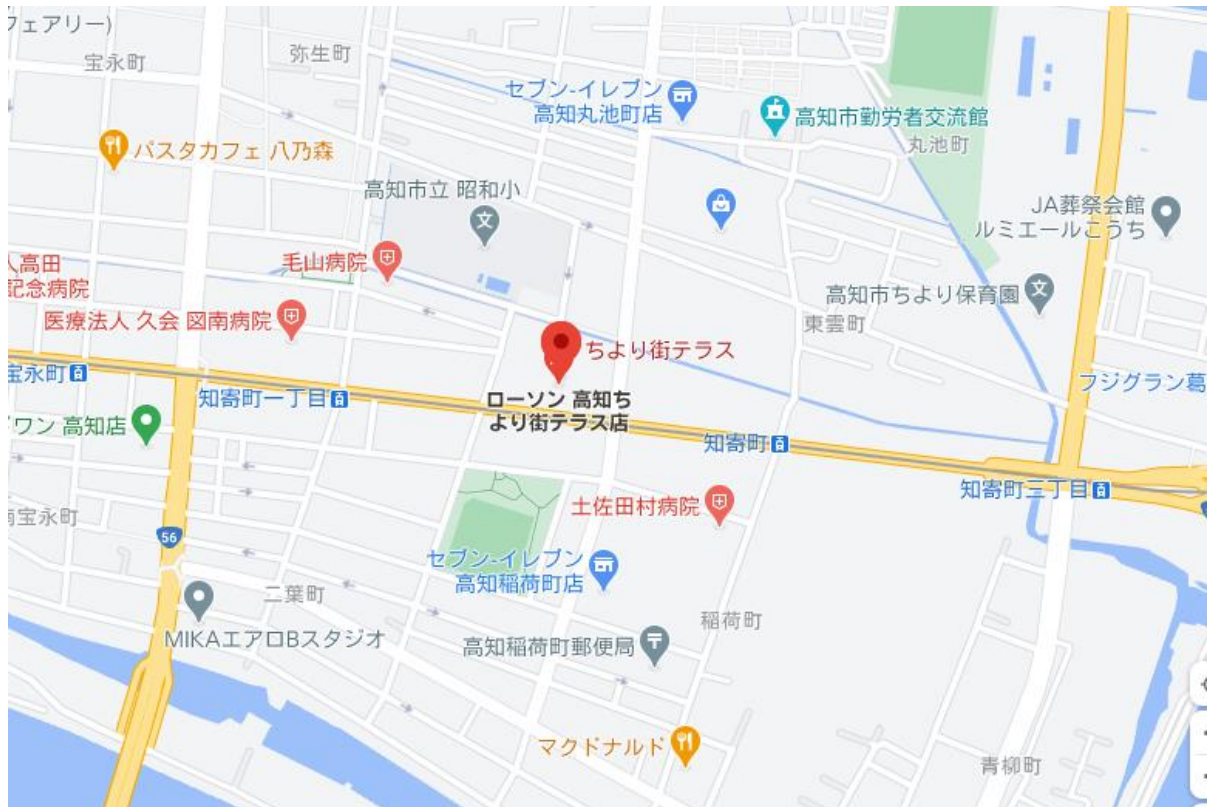 フェアリー)
宝永町
弥生町
セブン-イレブン
高知丸池町店
高知市勤労者交流館
丸池町
パスタカフェ 八乃森
高知市立 昭和小
JA葬祭会館
ルミエールこうち
毛山病院
人高田
記念病院
高知市ちより保育園
医療法人 久会 図南病院
東雲町
ちより街テラス
宝永町
フジグラン葛
知寄町一丁目
ローソン 高知ち
より街テラス店
ワン 高知店
知寄町
知寄町三丁目
土佐田村病院
南宝永町
56
セブン-イレブン
高知稲荷町店
二葉町
稲荷町
MIKAエアロBスタジオ
高知稲荷町郵便局
マクドナルド
青柳町